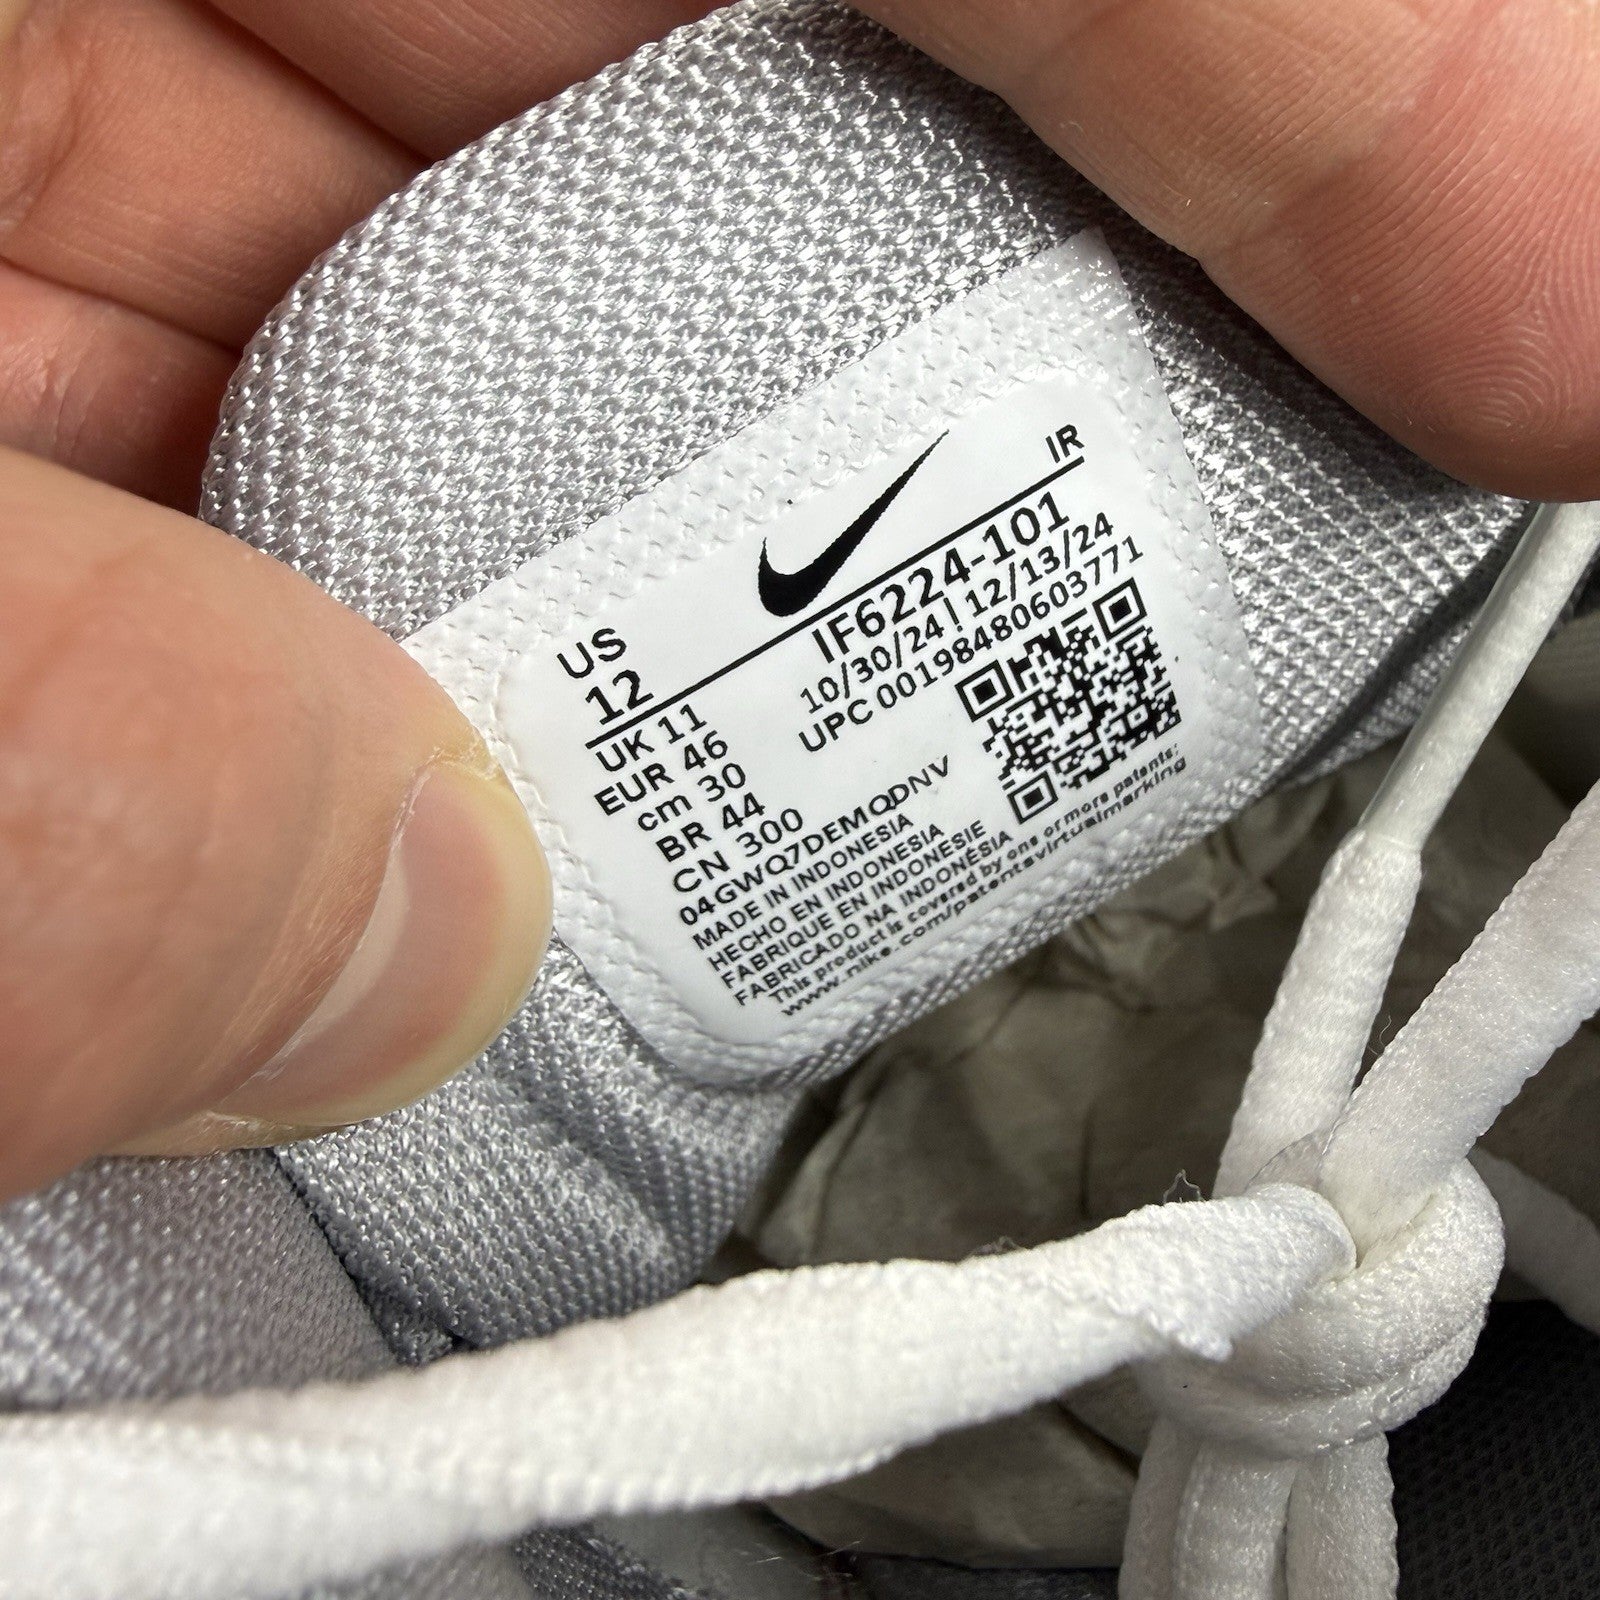 IR
US
12
IF6224-101
10/30/24 | 12/13/24
UPC 00198480603771
UK 11
EUR 46
cm 30
BR 44
CN 300
04GWQ7DEMQDNV
MADE IN INDONESIA
HECHO EN INDONESIA
FABRIQUE EN INDONESIE
FABRICADO NA INDONÉSIA
This product is covered by one or more patents:
www.nike.com/patentsvirtualmarking